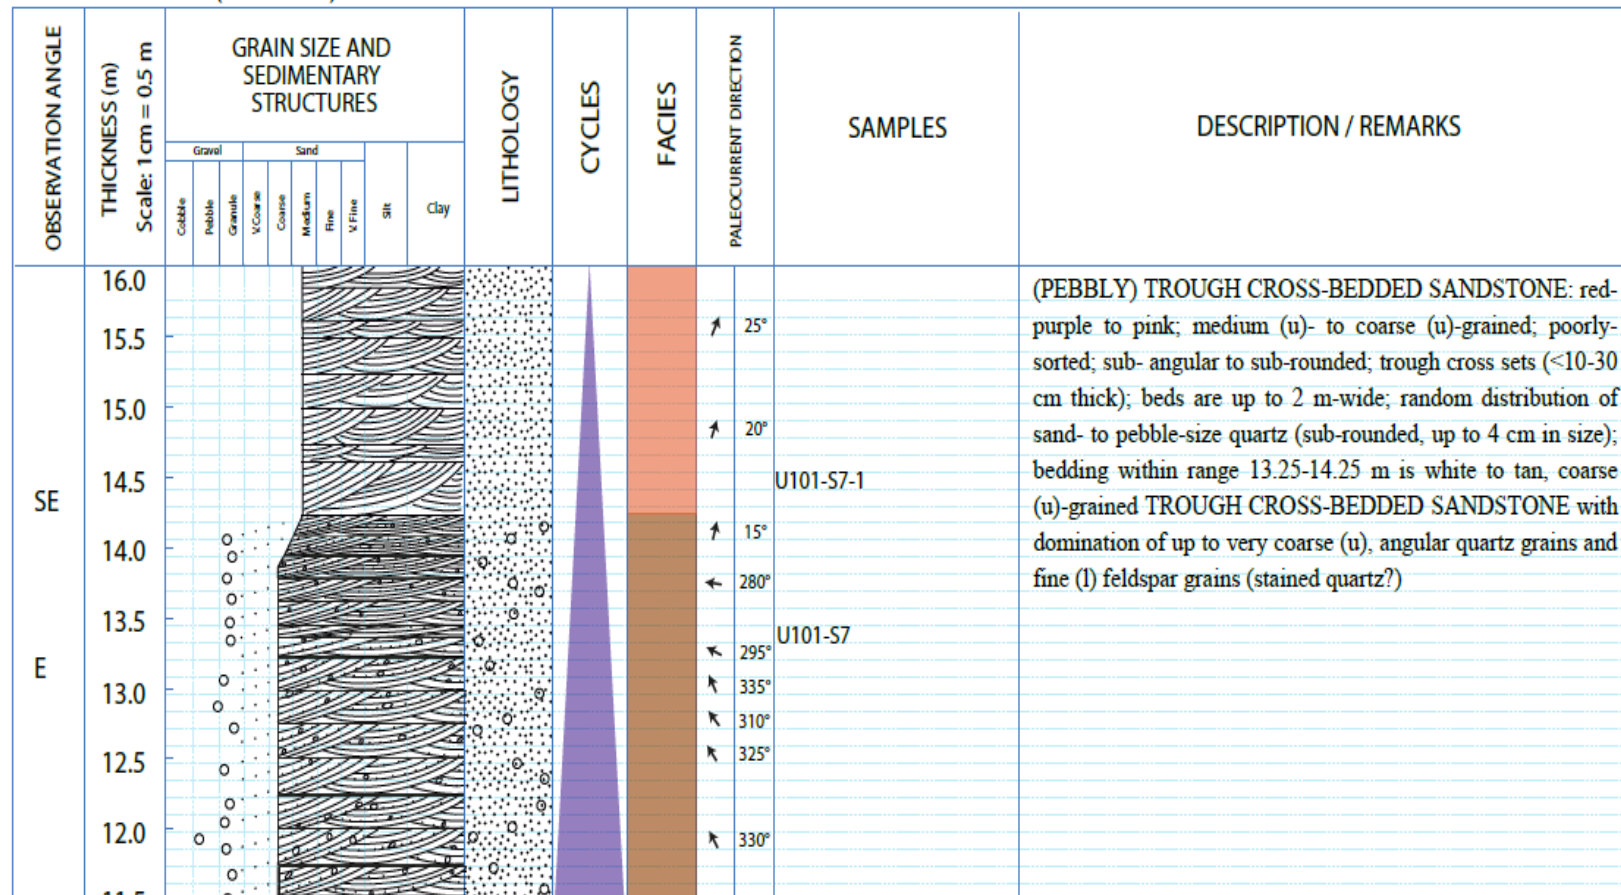 OBSERVATION ANGLE
THICKNESS (m)
Scale: 1cm = 0.5 m
GRAIN SIZE AND
SEDIMENTARY
STRUCTURES
Gravel
Sand
Cobble
Pebble
Granule
V.Coarse
Coarse
Medium
Fine
V.Fine
Silt
Clay
LITHOLOGY
CYCLES
FACIES
PALEOCURRENT DIRECTION
SAMPLES
DESCRIPTION / REMARKS
SE
E
16.0
15.5
15.0
14.5
14.0
13.5
13.0
12.5
12.0
11.5
25°
20°
15°
280°
295°
335°
310°
325°
330°
U101-S7-1
U101-S7
(PEBBLY) TROUGH CROSS-BEDDED SANDSTONE: red-
purple to pink; medium (u)- to coarse (u)-grained; poorly-
sorted; sub- angular to sub-rounded; trough cross sets (<10-30
cm thick); beds are up to 2 m-wide; random distribution of
sand- to pebble-size quartz (sub-rounded, up to 4 cm in size);
bedding within range 13.25-14.25 m is white to tan, coarse
(u)-grained TROUGH CROSS-BEDDED SANDSTONE with
domination of up to very coarse (u), angular quartz grains and
fine (l) feldspar grains (stained quartz?)